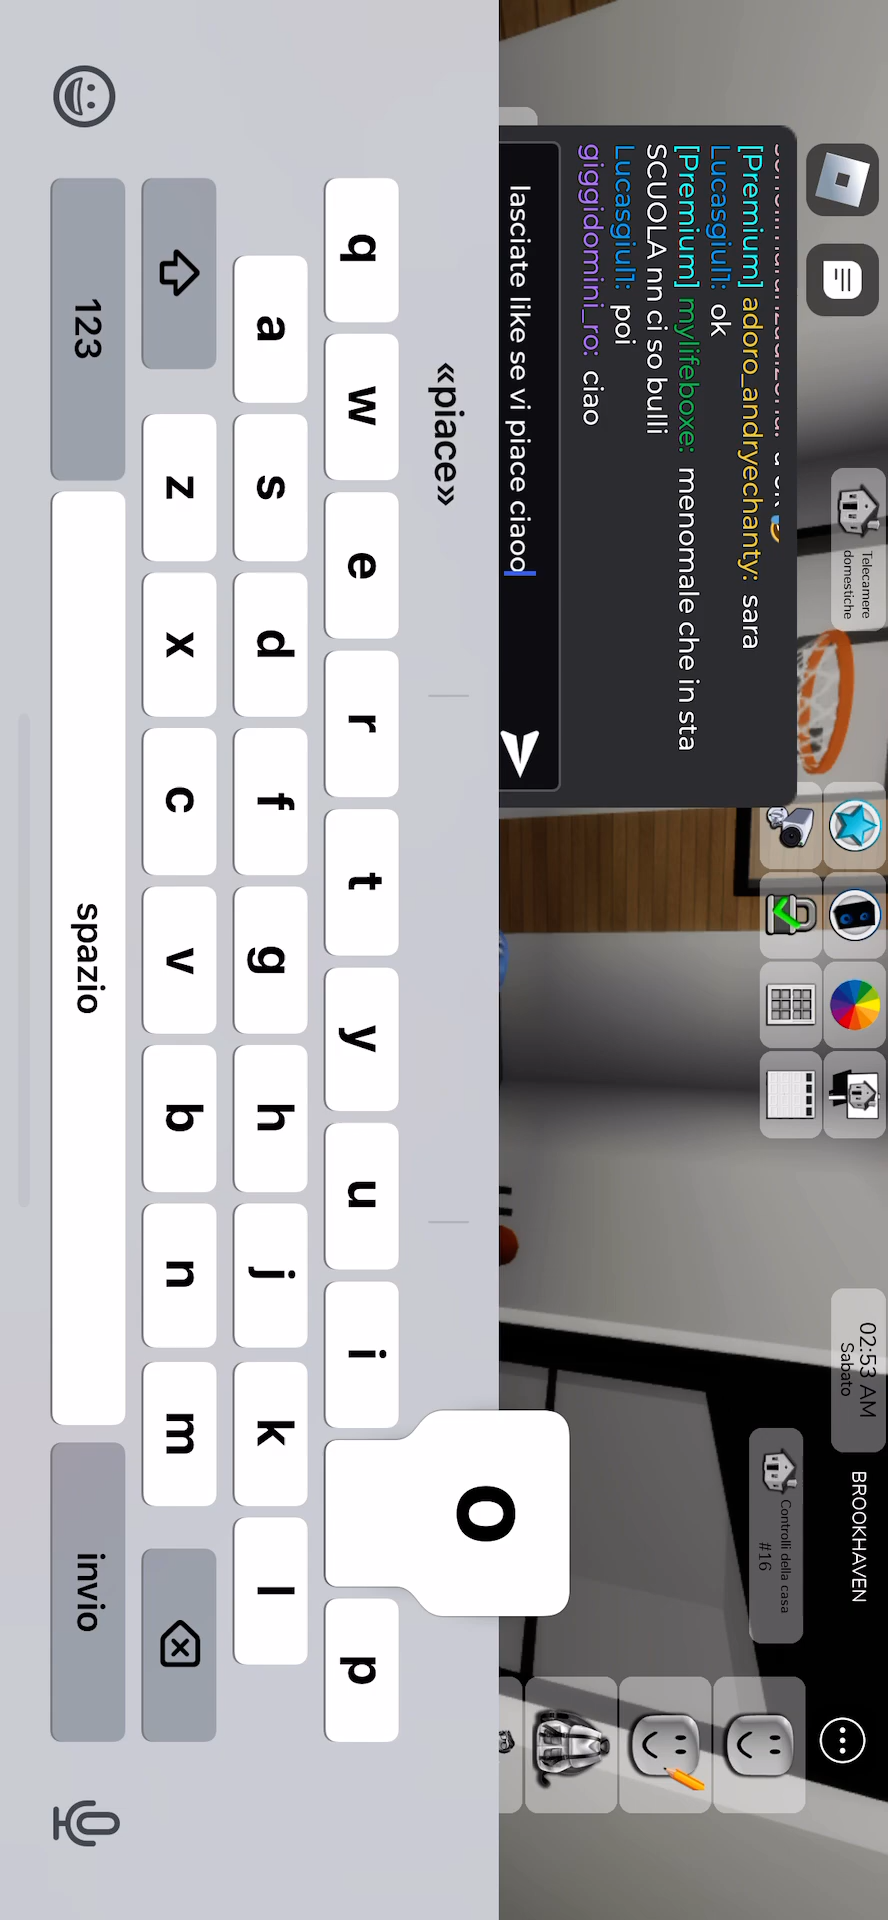 [Premium] adoro_andryechanty: sara
Lucasgiul1: ok
[Premium] mylifeboxe: menomale che in sta
SCUOLA nn ci so bulli
Lucasgiul1: poi
giggidomini_ro: ciao
lasciate like se vi piace ciaoo
Telecamere
domestiche
02:53 AM
Sabato
BROOKHAVEN
Controlli della casa
#16
«piace»
q w e r t y u i o p
a s d f g h j k l
z x c v b n m
123 spazio invio